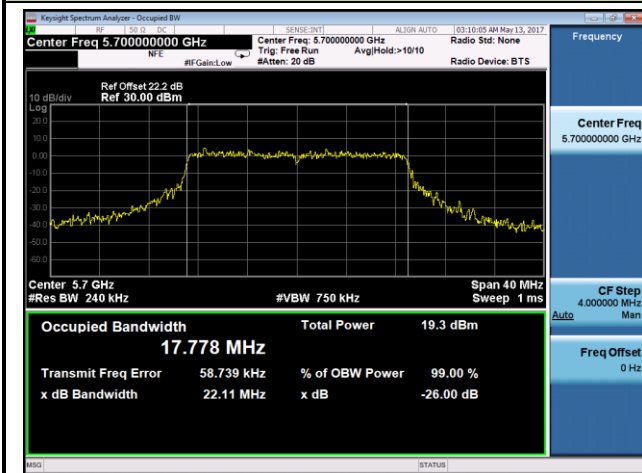 Keysight Spectrum Analyzer - Occupied BW
RF 50 Ω DC SENSE:INT ALIGN AUTO 03:10:05 AM May 13, 2017
Center Freq 5.700000000 GHz Center Freq: 5.700000000 GHz Radio Std: None Frequency
NFE Trig: Free Run Avg|Hold:>10/10
#IFGain:Low #Atten: 20 dB Radio Device: BTS
Ref Offset 22.2 dB
10 dB/div Ref 30.00 dBm
Log
20.0
10.0
0.00
-10.0
-20.0
-30.0
-40.0
-50.0
-60.0
Center Freq
5.700000000 GHz
Center 5.7 GHz Span 40 MHz
#Res BW 240 kHz #VBW 750 kHz Sweep 1 ms
CF Step
4.000000 MHz
Auto Man
Occupied Bandwidth Total Power 19.3 dBm
17.778 MHz
Transmit Freq Error 58.739 kHz % of OBW Power 99.00 %
x dB Bandwidth 22.11 MHz x dB -26.00 dB
Freq Offset
0 Hz
MSG STATUS